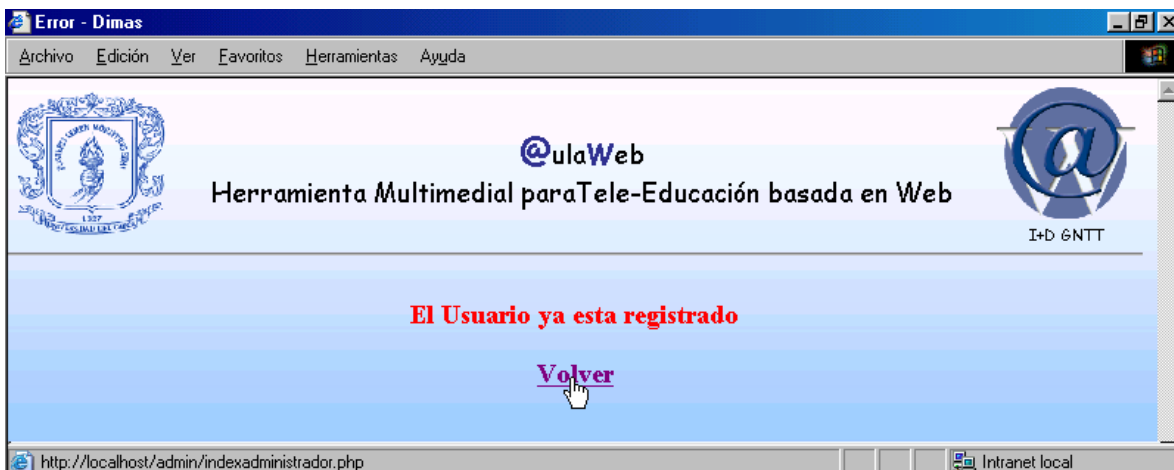 Error - Dimas
Archivo Edición Ver Favoritos Herramientas Ayuda
@ulaWeb
Herramienta Multimedial paraTele-Educación basada en Web
1827
I+D GNTT
El Usuario ya esta registrado
Volver
http://localhost/admin/indexadministrador.php
Intranet local